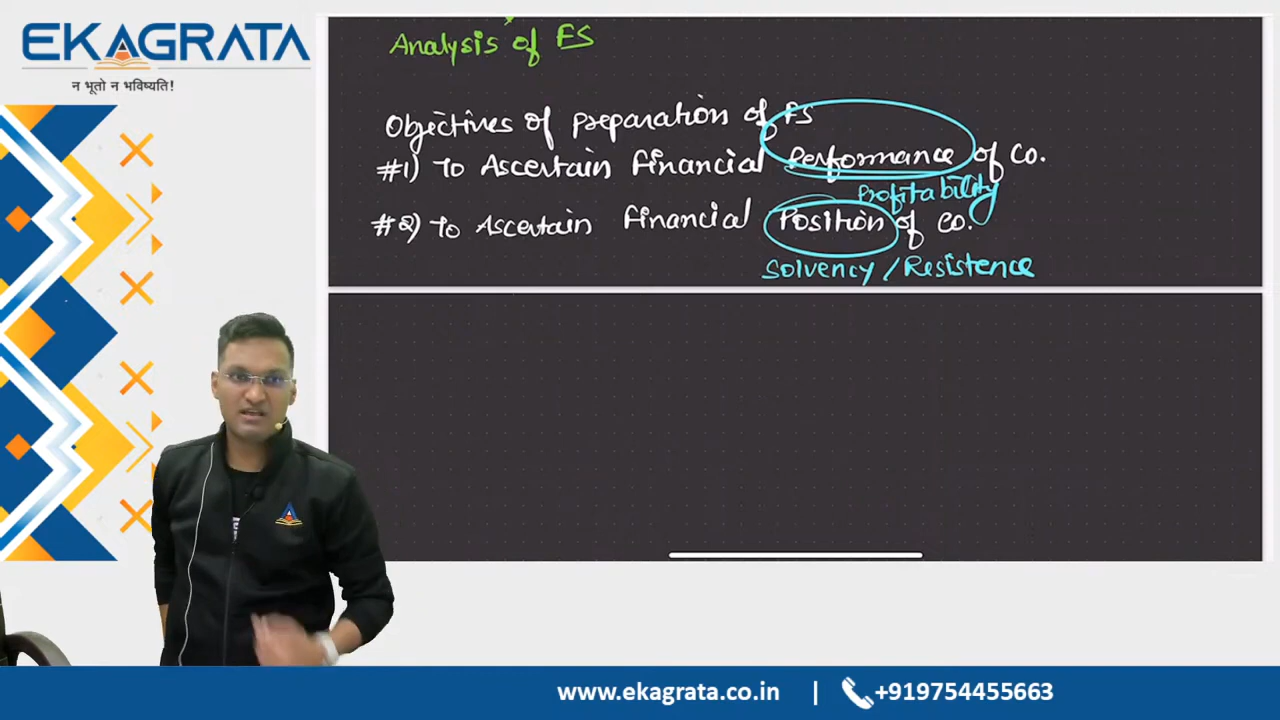 EKAGRATA
न भूतो न भविष्यति!
Analysis of FS
Objectives of preparation of FS
#1) To Ascertain Financial Performance of Co.
Profitability
#2) To Ascertain Financial Position of Co.
Solvency / Resistence
www.ekagrata.co.in | +919754455663